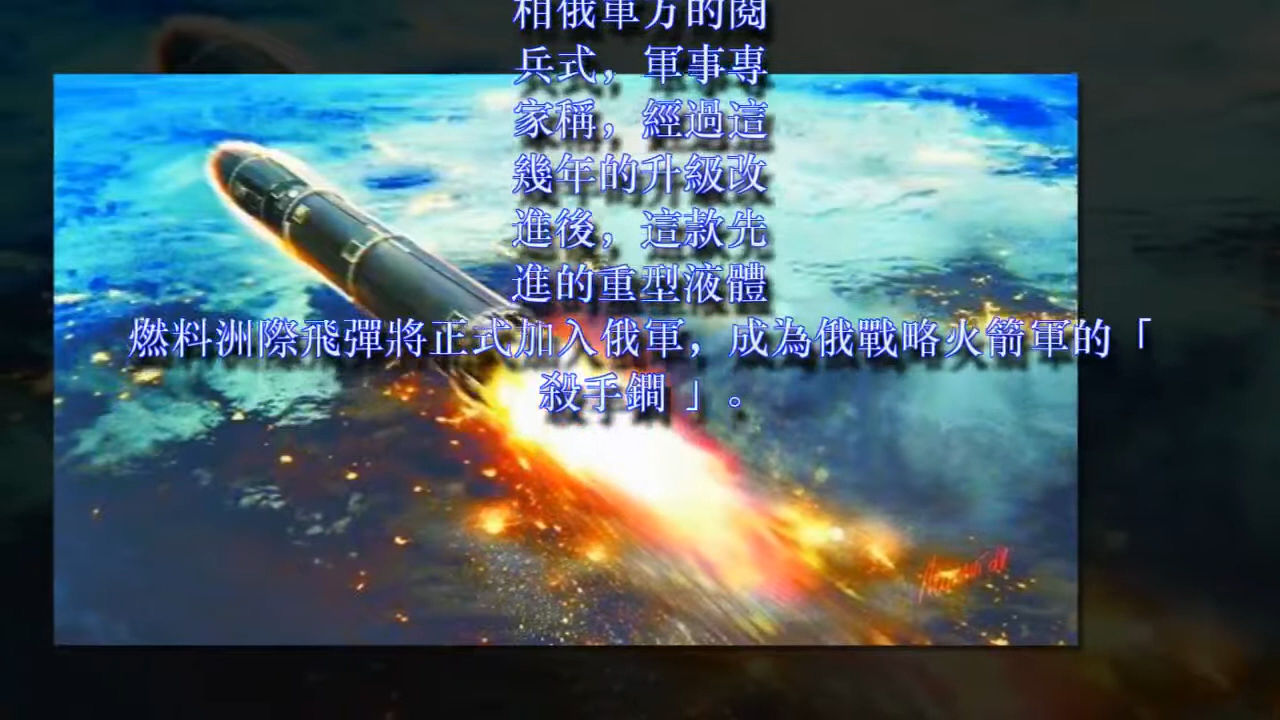 相俄軍方的閱
兵式，軍事專
家稱，經過這
幾年的升級改
進後，這款先
進的重型液體
燃料洲際飛彈將正式加入俄軍，成為俄戰略火箭軍的「
殺手鐧 」。